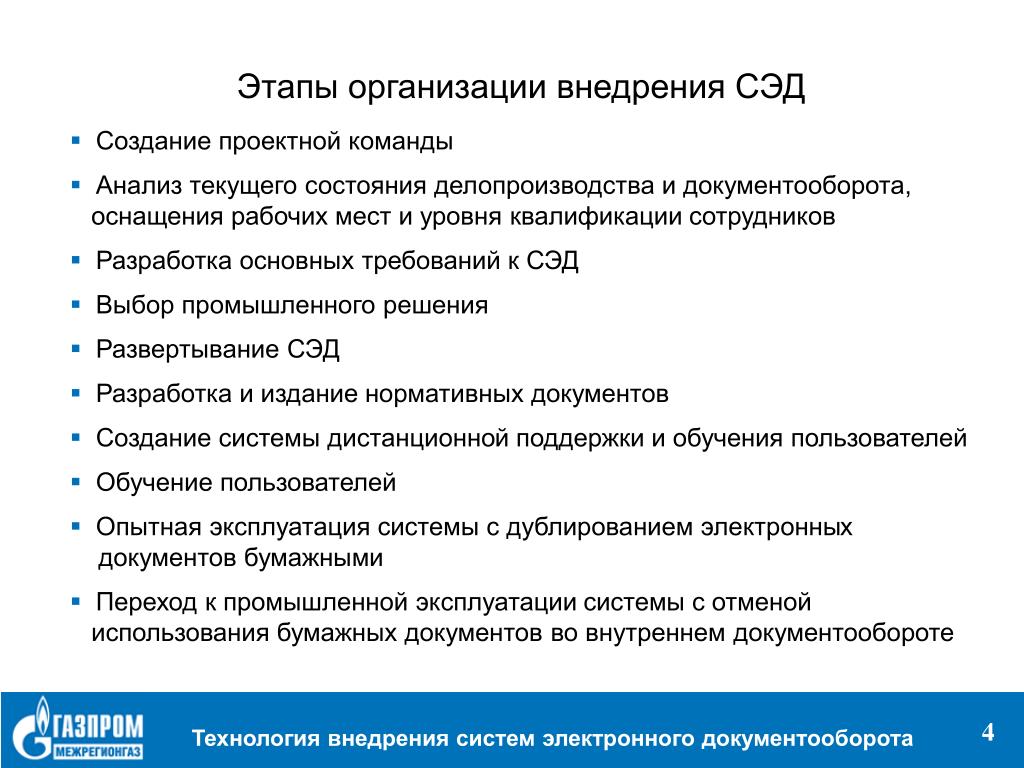 Этапы организации внедрения СЭД
▪ Создание проектной команды
▪ Анализ текущего состояния делопроизводства и документооборота,
оснащения рабочих мест и уровня квалификации сотрудников
▪ Разработка основных требований к СЭД
▪ Выбор промышленного решения
▪ Развертывание СЭД
▪ Разработка и издание нормативных документов
▪ Создание системы дистанционной поддержки и обучения пользователей
▪ Обучение пользователей
▪ Опытная эксплуатация системы с дублированием электронных
документов бумажными
▪ Переход к промышленной эксплуатации системы с отменой
использования бумажных документов во внутреннем документообороте
ГАЗПРОМ
МЕЖРЕГИОНГАЗ
Технология внедрения систем электронного документооборота
4